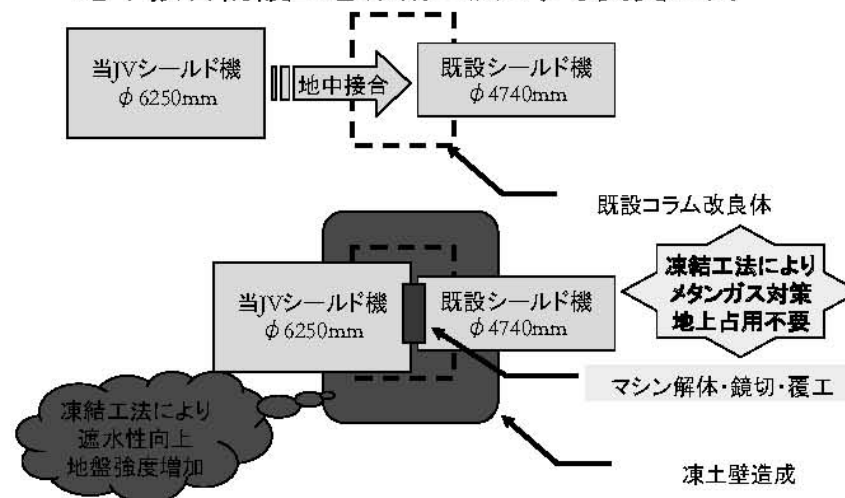 当JVシールド機
φ6250mm
地中接合
既設シールド機
φ4740mm
既設コラム改良体
当JVシールド機
φ6250mm
既設シールド機
φ4740mm
凍結工法により
メタンガス対策
地上占用不要
マシン解体・鏡切・覆工
凍結工法により
遮水性向上
地盤強度増加
凍土壁造成